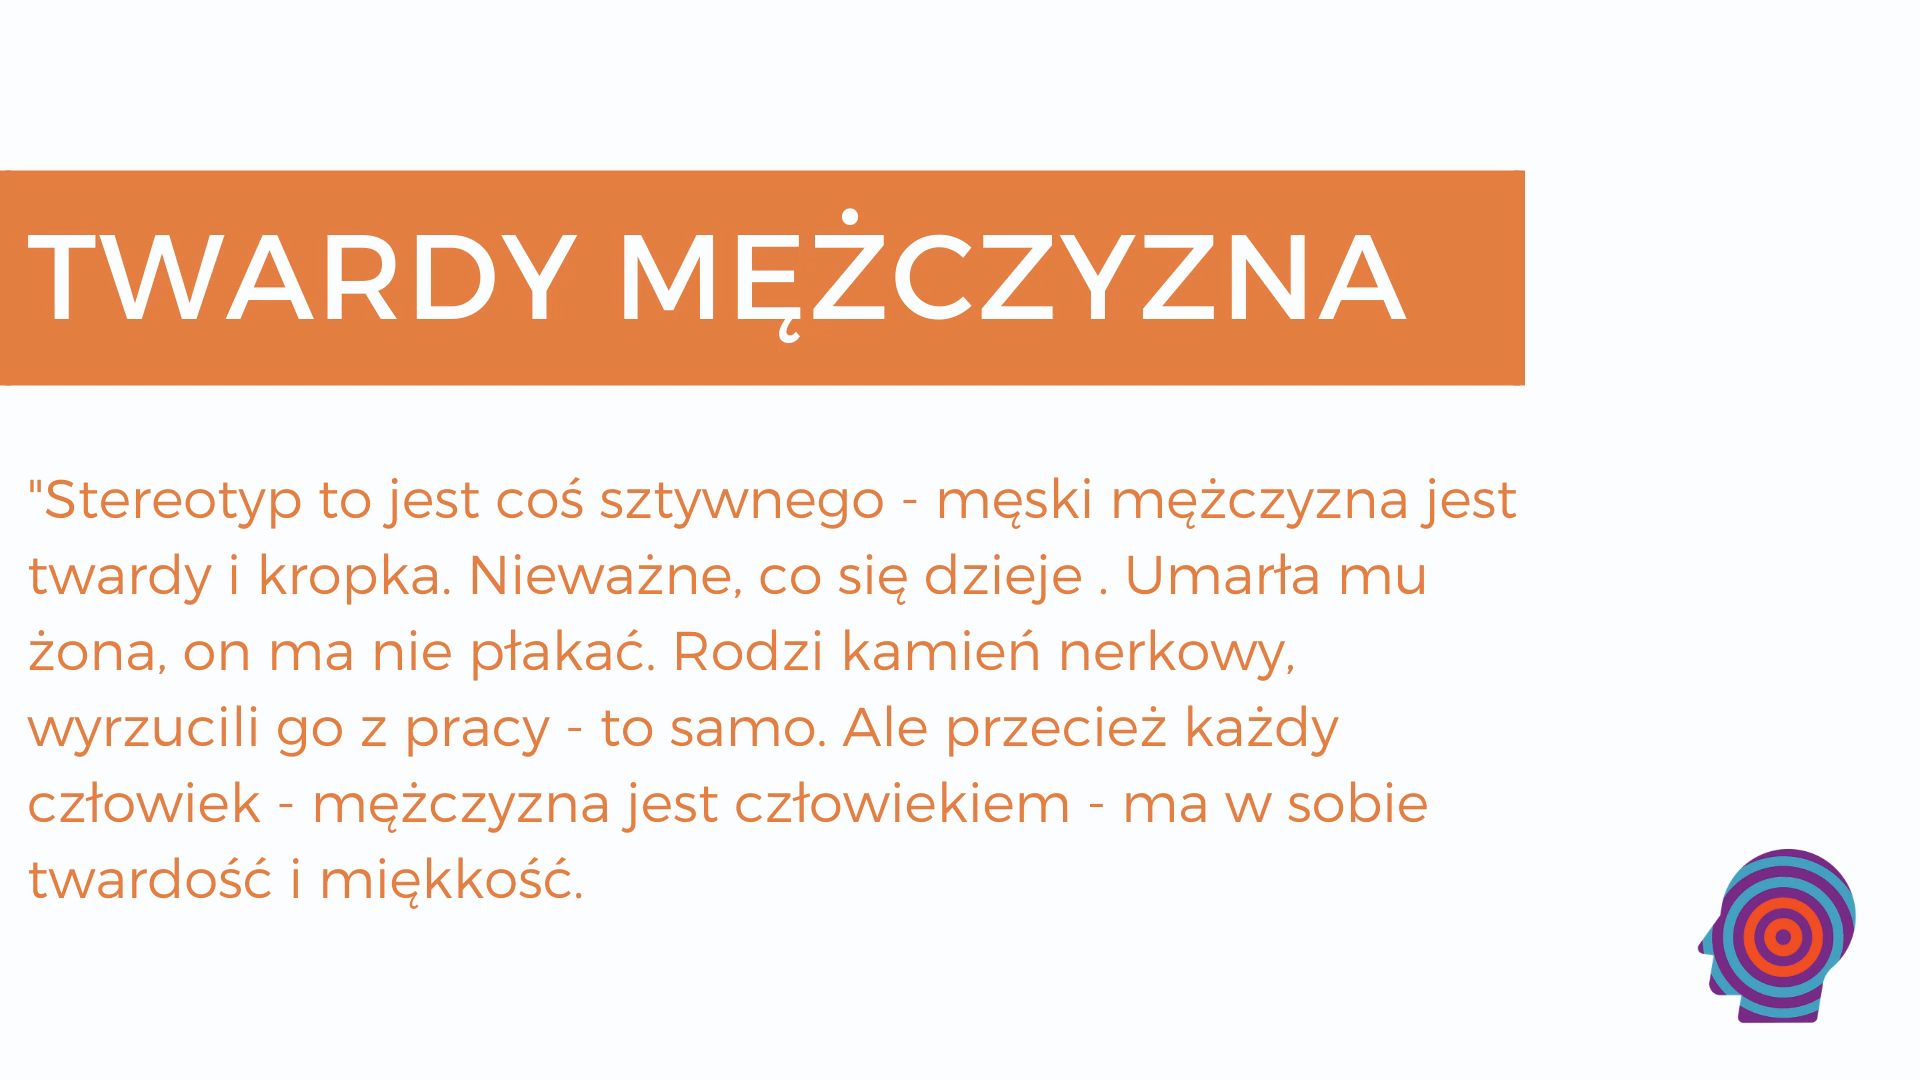 TWARDY MĘŻCZYZNA
"Stereotyp to jest coś sztywnego - męski mężczyzna jest
twardy i kropka. Nieważne, co się dzieje . Umarła mu
żona, on ma nie płakać. Rodzi kamień nerkowy,
wyrzucili go z pracy - to samo. Ale przecież każdy
człowiek - mężczyzna jest człowiekiem - ma w sobie
twardość i miękkość.